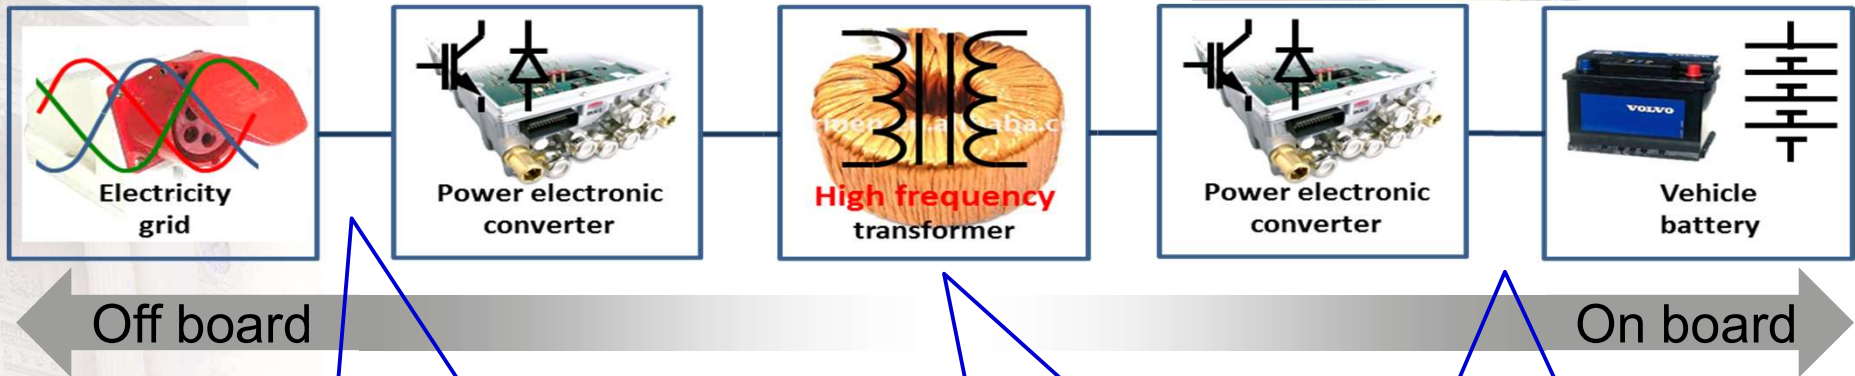 Electricity
grid
Power electronic
converter
High frequency
transformer
Power electronic
converter
VOLVO
Vehicle
battery
Off board
On board